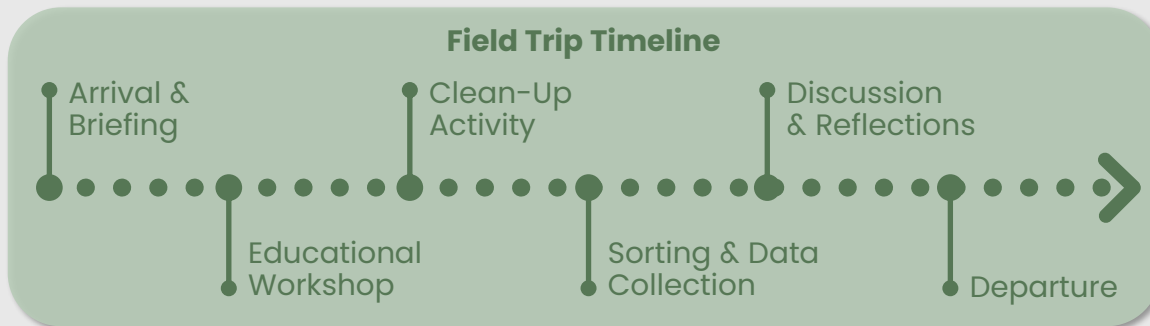 Field Trip Timeline
Arrival &
Briefing
Educational
Workshop
Clean-Up
Activity
Sorting & Data
Collection
Discussion
& Reflections
Departure